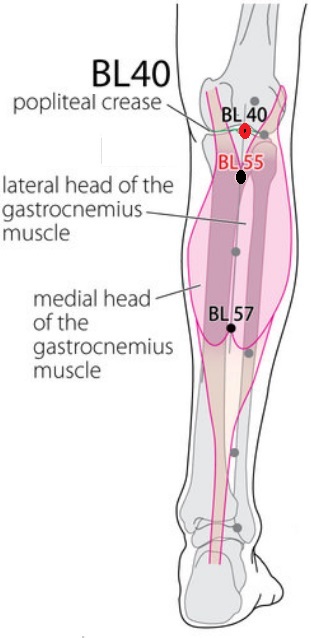 BL40
popliteal crease
BL 40
BL 55
lateral head of the
gastrocnemius
muscle
medial head
of the
gastrocnemius
muscle
BL 57